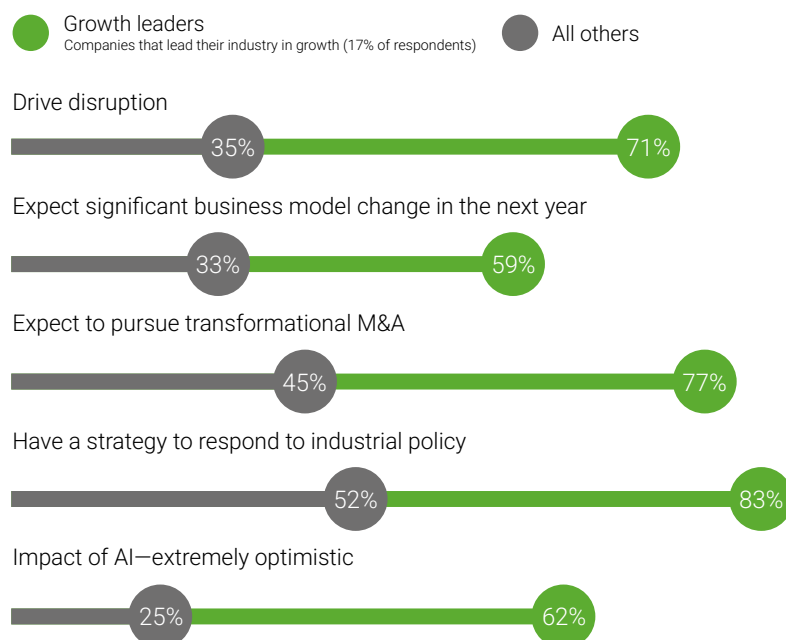 Growth leaders
Companies that lead their industry in growth (17% of respondents)
All others
Drive disruption
35% 71%
Expect significant business model change in the next year
33% 59%
Expect to pursue transformational M&A
45% 77%
Have a strategy to respond to industrial policy
52% 83%
Impact of AI—extremely optimistic
25% 62%